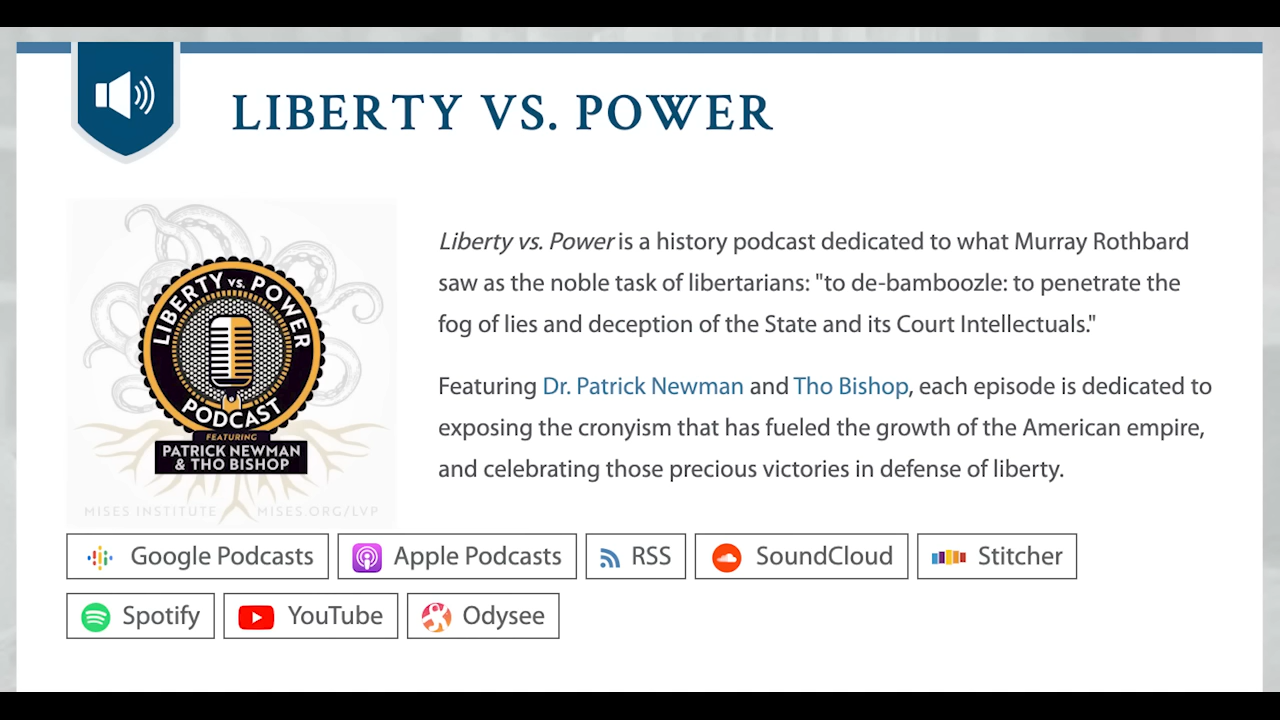 LIBERTY VS. POWER
LIBERTY VS. POWER
PODCAST
FEATURING
PATRICK NEWMAN
& THO BISHOP
MISES INSTITUTE MISES.ORG/LVP
Liberty vs. Power is a history podcast dedicated to what Murray Rothbard
saw as the noble task of libertarians: "to de-bamboozle: to penetrate the
fog of lies and deception of the State and its Court Intellectuals."
Featuring Dr. Patrick Newman and Tho Bishop, each episode is dedicated to
exposing the cronyism that has fueled the growth of the American empire,
and celebrating those precious victories in defense of liberty.
Google Podcasts Apple Podcasts RSS SoundCloud Stitcher
Spotify YouTube Odysee